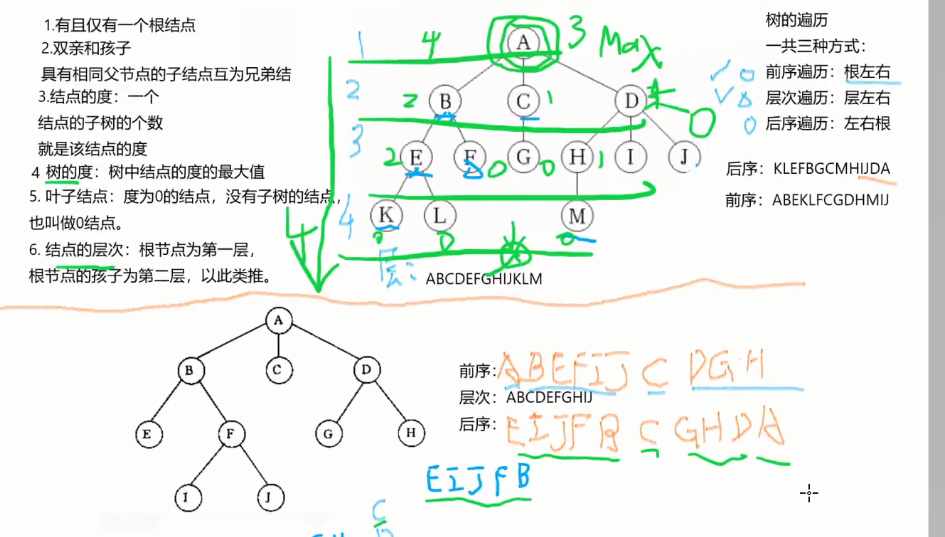 1.有且仅有一个根结点
2.双亲和孩子
具有相同父节点的子结点互为兄弟结
3.结点的度：一个
结点的子树的个数
就是该结点的度
4 树的度：树中结点的度的最大值
5. 叶子结点：度为0的结点，没有子树的结点，
也叫做0结点。
6. 结点的层次：根节点为第一层，
根节点的孩子为第二层，以此类推。
1 4 A 3 Max
2 2 B C 1 D 0
3 2 E F 0 G 0 H 1 I J
4 K L M
0 0 0
4
层：
ABCDEFGHIJKLM
树的遍历
一共三种方式：
前序遍历：根左右
层次遍历：层左右
后序遍历：左右根
后序：KLEFBGCMHIJDA
前序：ABEKLFCGDHMIJ
A
B C D
E F G H
I J
前序：ABEFIJ C DGH
层次：ABCDEFGHIJ
后序：EIJFB C GHDA
EIJFB
C